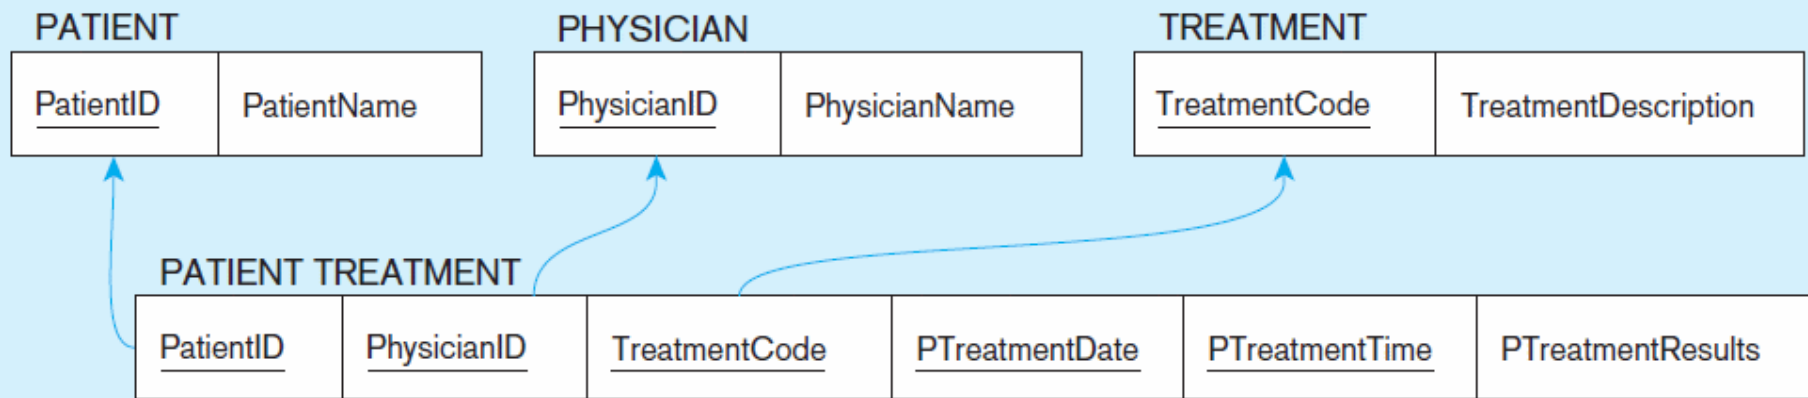 PATIENT PHYSICIAN TREATMENT
PatientID PatientName PhysicianID PhysicianName TreatmentCode TreatmentDescription
PATIENT TREATMENT
PatientID PhysicianID TreatmentCode PTreatmentDate PTreatmentTime PTreatmentResults